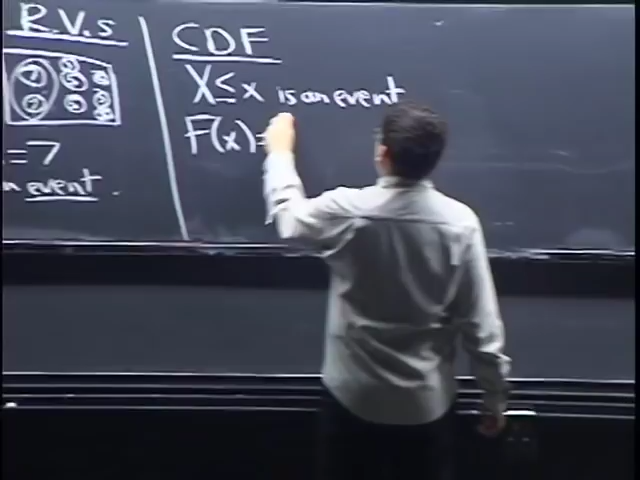 R.V.s
=7
n event.
CDF
X ≤ x is an event
F(x)=